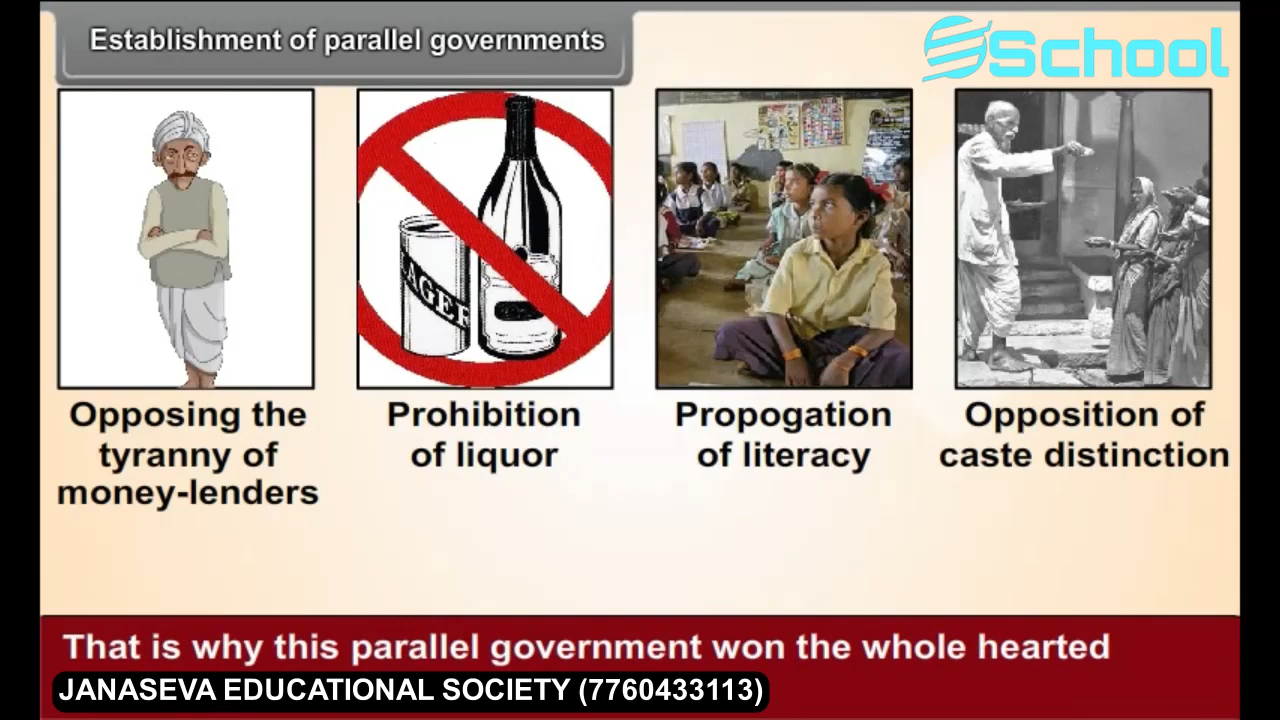 Establishment of parallel governments
School
AGER
Opposing the
tyranny of
money-lenders
Prohibition
of liquor
Propogation
of literacy
Opposition of
caste distinction
That is why this parallel government won the whole hearted
JANASEVA EDUCATIONAL SOCIETY (7760433113)